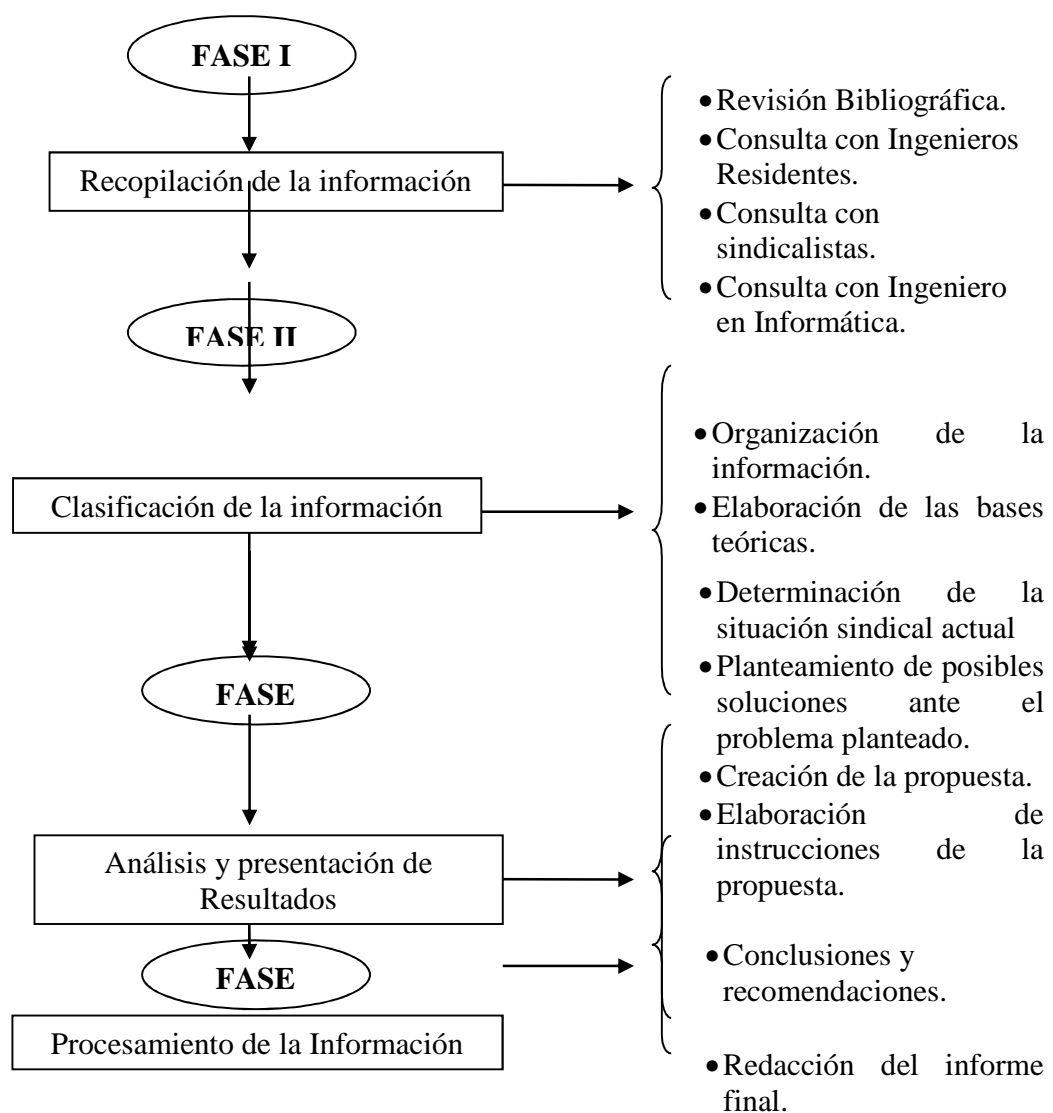 FASE I
Recopilación de la información
•Revisión Bibliográfica.
•Consulta con Ingenieros
Residentes.
•Consulta con
sindicalistas.
•Consulta con Ingeniero
en Informática.
FASE II
Clasificación de la información
•Organización de la
información.
•Elaboración de las bases
teóricas.
•Determinación de la
situación sindical actual
•Planteamiento de posibles
soluciones ante el
problema planteado.
FASE
Análisis y presentación de
Resultados
•Creación de la propuesta.
•Elaboración de
instrucciones de la
propuesta.
FASE
Procesamiento de la Información
•Conclusiones y
recomendaciones.
•Redacción del informe
final.